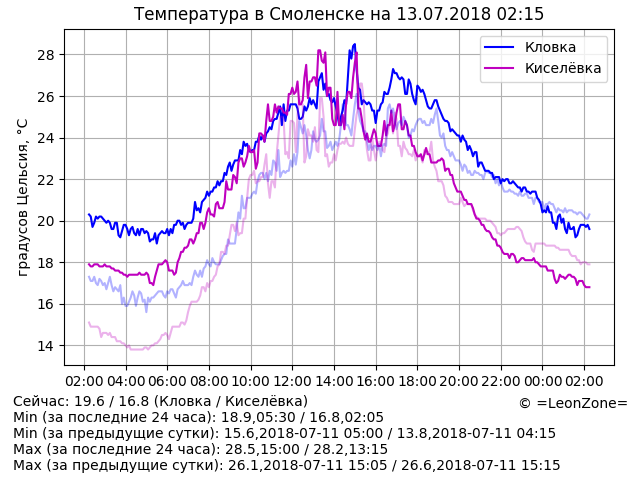 Температура в Смоленске на 13.07.2018 02:15
Кловка
Киселёвка
градусов Цельсия, °C
28
26
24
22
20
18
16
14
02:00 04:00 06:00 08:00 10:00 12:00 14:00 16:00 18:00 20:00 22:00 00:00 02:00
Сейчас: 19.6 / 16.8 (Кловка / Киселёвка)
© =LeonZone=
Min (за последние 24 часа): 18.9,05:30 / 16.8,02:05
Min (за предыдущие сутки): 15.6,2018-07-11 05:00 / 13.8,2018-07-11 04:15
Max (за последние 24 часа): 28.5,15:00 / 28.2,13:15
Max (за предыдущие сутки): 26.1,2018-07-11 15:05 / 26.6,2018-07-11 15:15